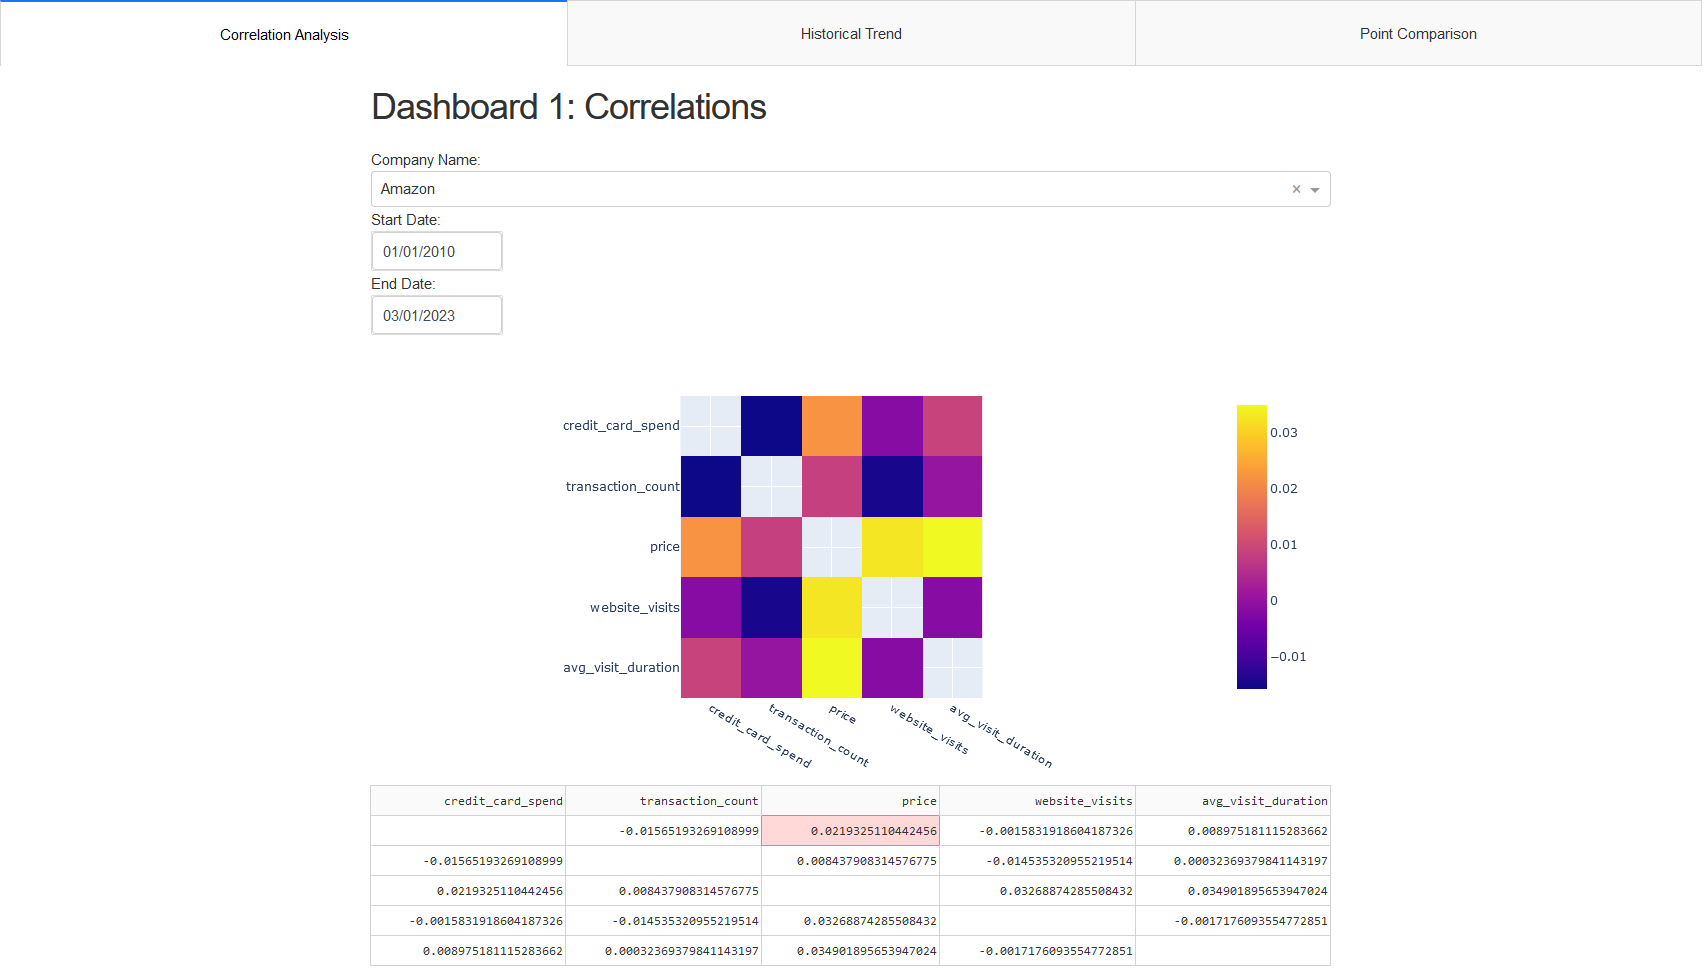 Correlation Analysis
Historical Trend
Point Comparison
Dashboard 1: Correlations
Company Name:
Amazon
×
Start Date:
01/01/2010
End Date:
03/01/2023
credit_card_spend
transaction_count
price
website_visits
avg_visit_duration
credit_card_spend
transaction_count
price
website_visits
avg_visit_duration
0.03
0.02
0.01
0
−0.01
credit_card_spend transaction_count price website_visits avg_visit_duration
-0.01565193269108999 0.0219325110442456 -0.0015831918604187326 0.008975181115283662
-0.01565193269108999 0.008437908314576775 -0.014535320955219514 0.00032369379841143197
0.0219325110442456 0.008437908314576775 0.03268874285508432 0.034901895653947024
-0.0015831918604187326 -0.014535320955219514 0.03268874285508432 -0.0017176093554772851
0.008975181115283662 0.00032369379841143197 0.034901895653947024 -0.0017176093554772851